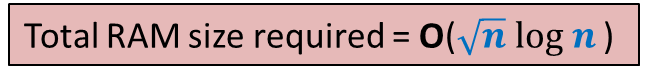 Total RAM size required = O(√n log n )